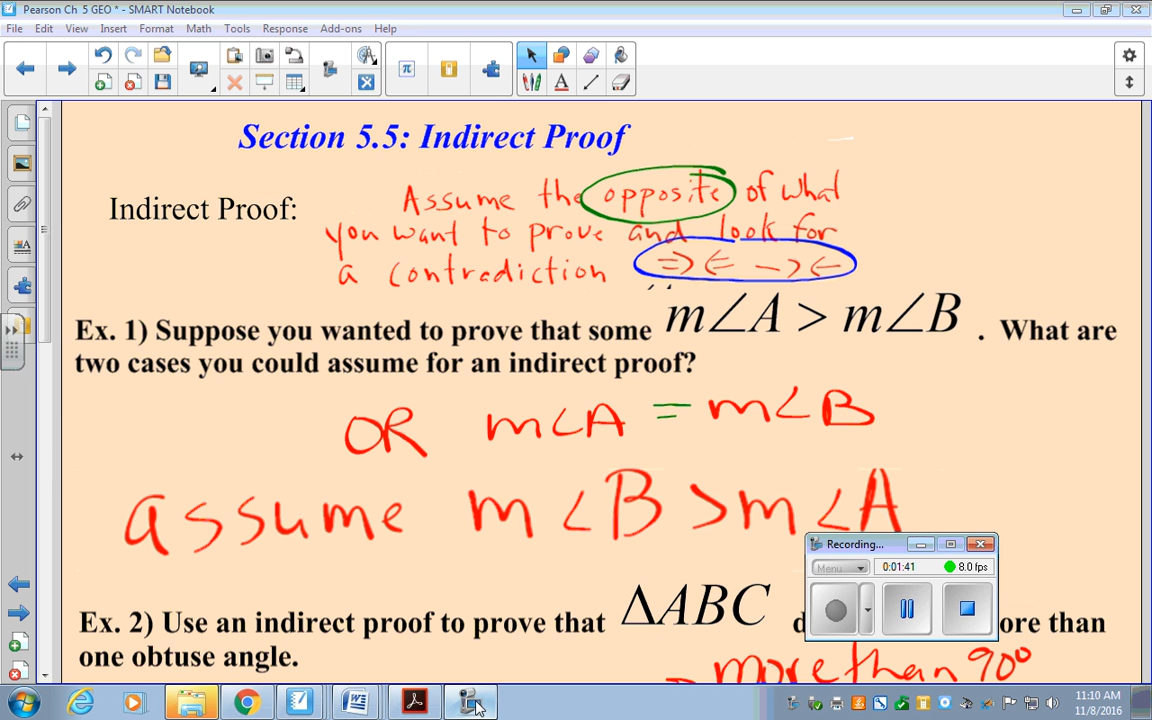 Pearson Ch 5 GEO * - SMART Notebook
File Edit View Insert Format Math Tools Response Add-ons Help
Section 5.5: Indirect Proof
Indirect Proof:
Assume the opposite of what
you want to prove and look for
a contradiction ⇒⇐ →←
Ex. 1) Suppose you wanted to prove that some m∠A > m∠B . What are
two cases you could assume for an indirect proof?
OR m∠A = m∠B
assume m∠B > m∠A
Recording...
Menu 0:01:41 8.0 fps
Ex. 2) Use an indirect proof to prove that ΔABC d ore than
one obtuse angle.
more than 90°
11:10 AM
11/8/2016